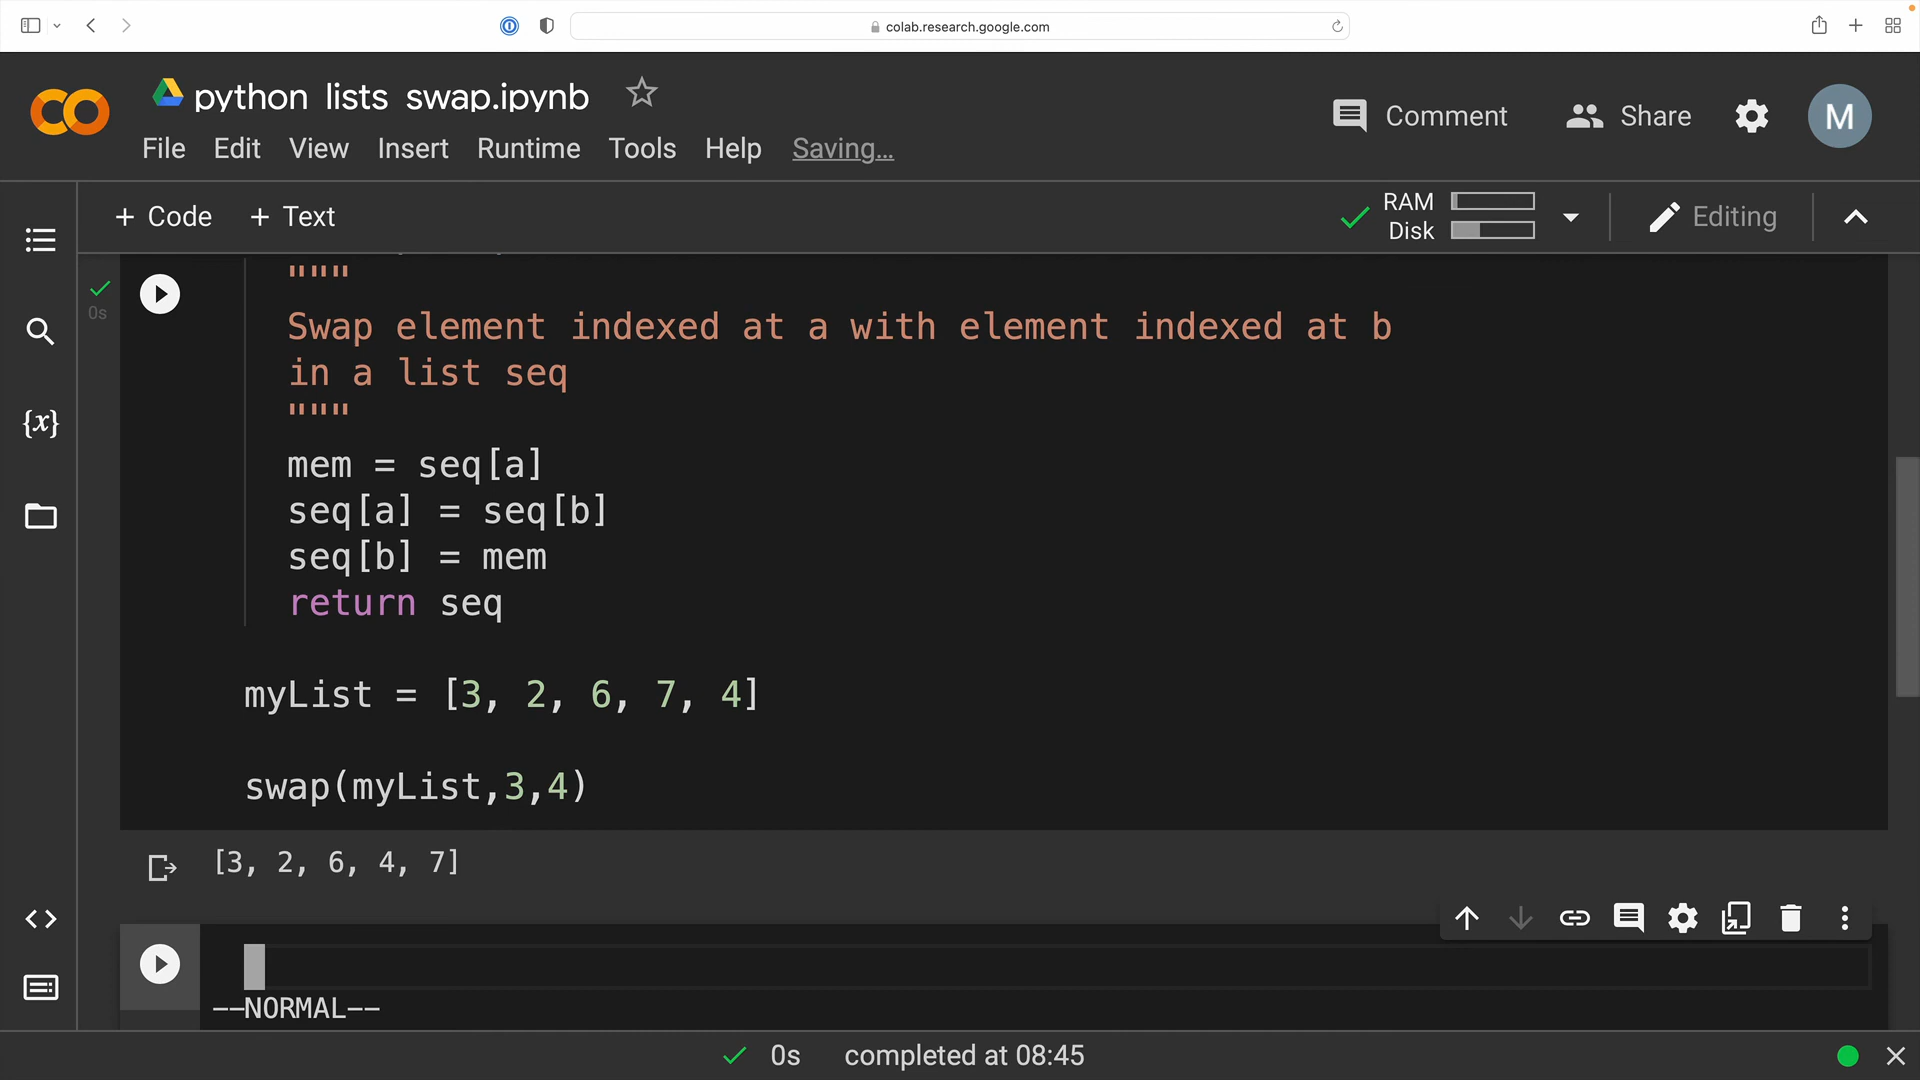 colab.research.google.com
python lists swap.ipynb
Comment
Share
M
File Edit View Insert Runtime Tools Help Saving...
+ Code + Text
RAM
Disk
Editing
0s
"""
Swap element indexed at a with element indexed at b
in a list seq
"""
mem = seq[a]
seq[a] = seq[b]
seq[b] = mem
return seq
myList = [3, 2, 6, 7, 4]
swap(myList,3,4)
[3, 2, 6, 4, 7]
--NORMAL--
0s completed at 08:45